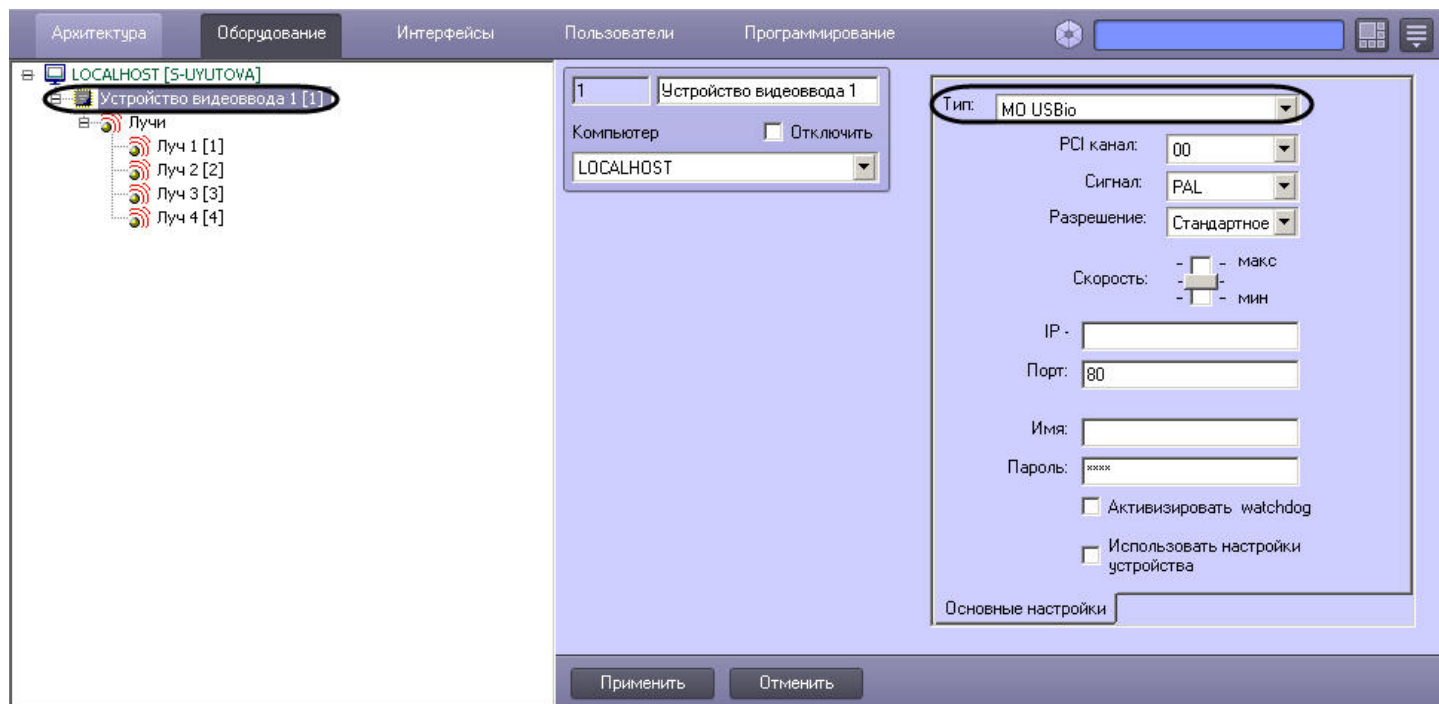 Архитектура Оборудование Интерфейсы Пользователи Программирование
LOCALHOST [S-UYUTOVA]
Устройство видеоввода 1 [1]
Лучи
Луч 1 [1]
Луч 2 [2]
Луч 3 [3]
Луч 4 [4]
1 Устройство видеоввода 1
Компьютер Отключить
LOCALHOST
Тип: MO USBio
PCI канал: 00
Сигнал: PAL
Разрешение: Стандартное
- - макс
Скорость: - -
- - мин
IP -
Порт: 80
Имя:
Пароль: ****
Активизировать watchdog
Использовать настройки
устройства
Основные настройки
Применить Отменить